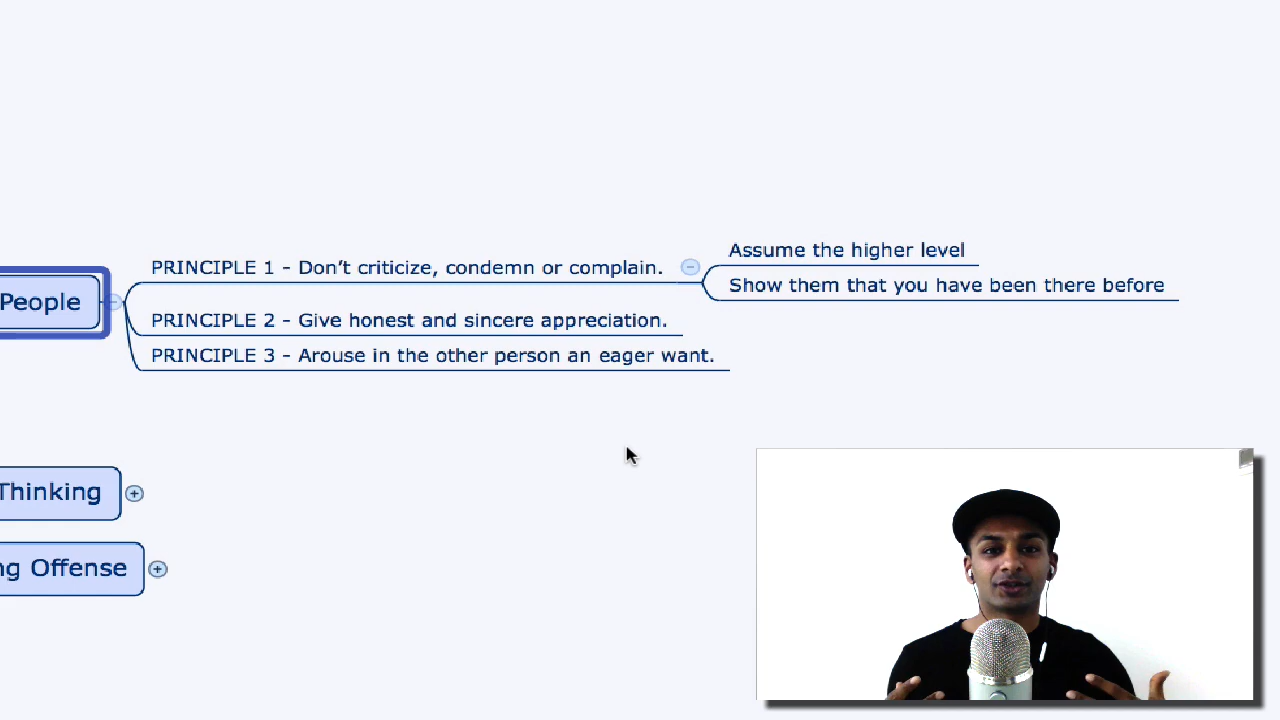 People
PRINCIPLE 1 - Don’t criticize, condemn or complain.
Assume the higher level
Show them that you have been there before
PRINCIPLE 2 - Give honest and sincere appreciation.
PRINCIPLE 3 - Arouse in the other person an eager want.
Thinking
ng Offense